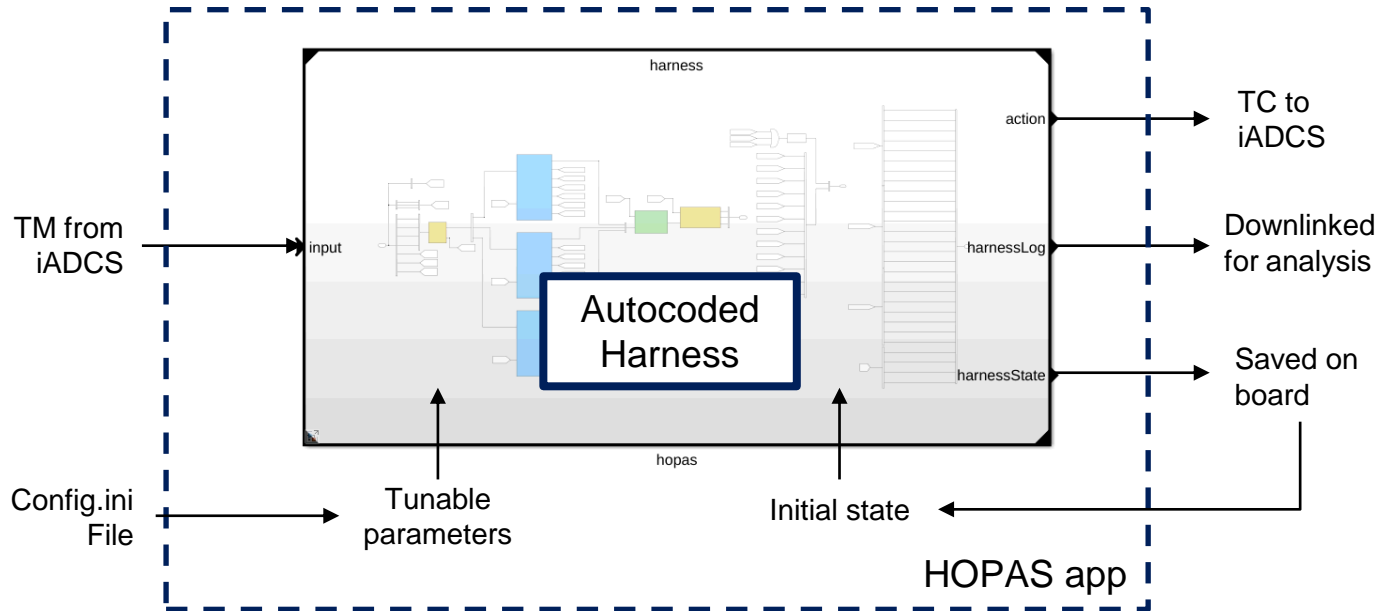 harness
action
TC to
iADCS
TM from
iADCS
input
harnessLog
Downlinked
for analysis
Autocoded
Harness
harnessState
Saved on
board
hopas
Config.ini
File
Tunable
parameters
Initial state
HOPAS app